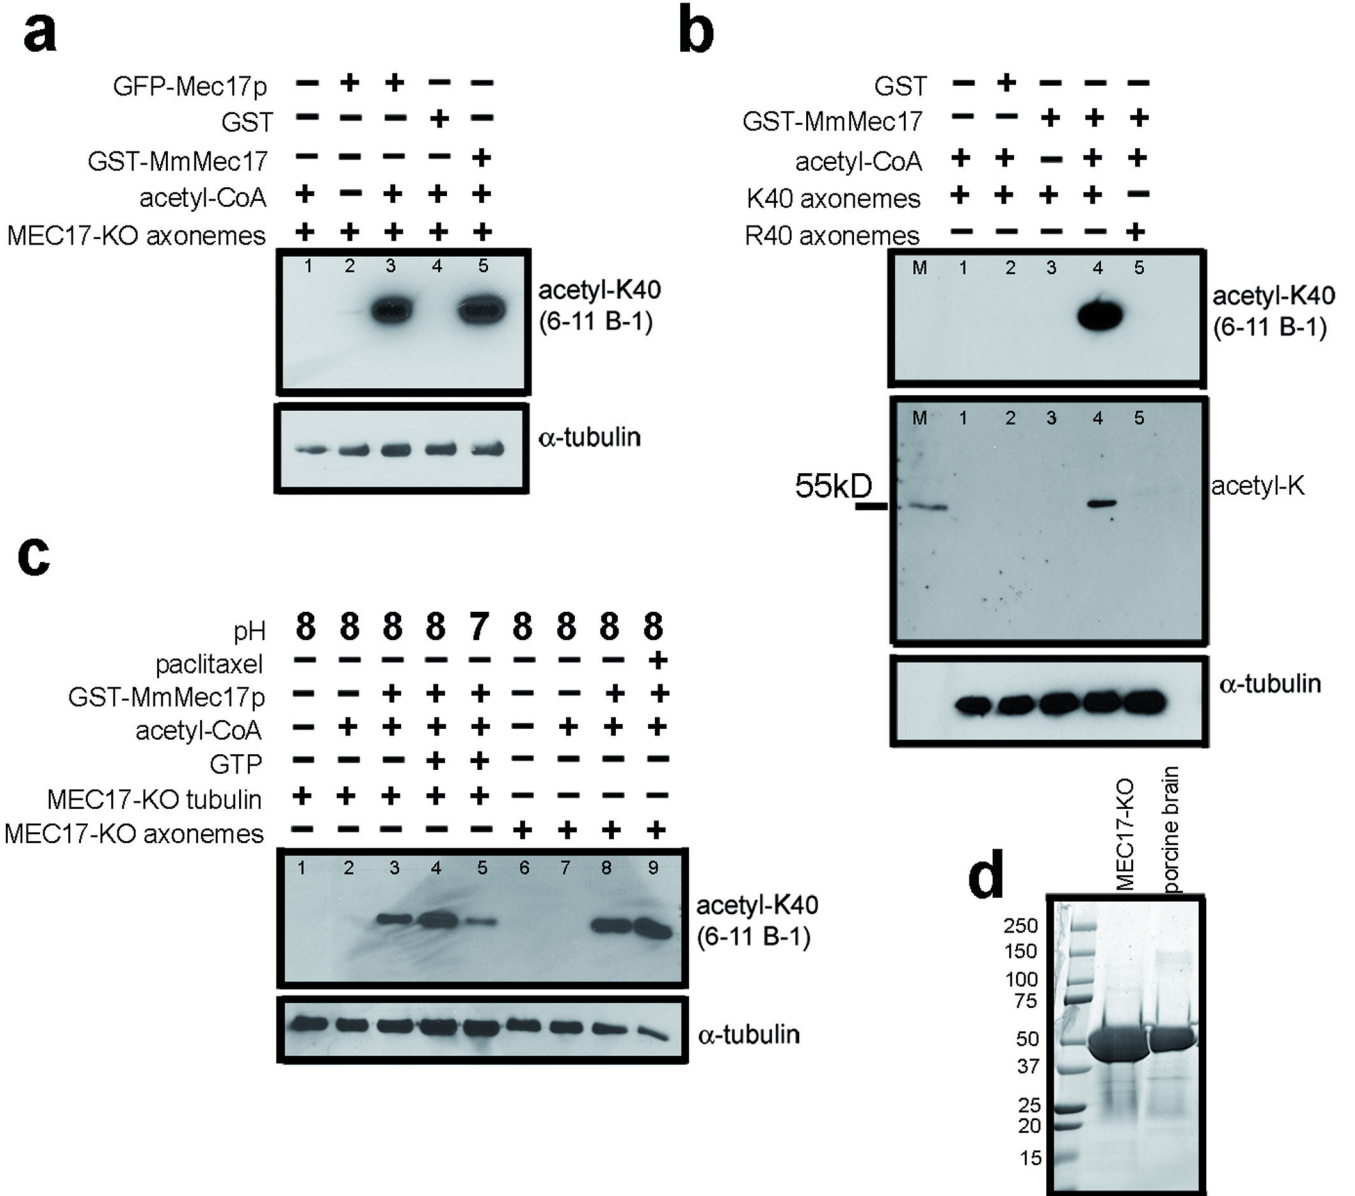 a
GFP-Mec17p − + + − −
GST − − − + −
GST-MmMec17 − − − − +
acetyl-CoA + − + + +
MEC17-KO axonemes + + + + +
1 2 3 4 5
acetyl-K40
(6-11 B-1)
α-tubulin
b
GST − + − − −
GST-MmMec17 − − + + +
acetyl-CoA + + − + +
K40 axonemes + + + + −
R40 axonemes − − − − +
M 1 2 3 4 5
acetyl-K40
(6-11 B-1)
M 1 2 3 4 5
55kD
acetyl-K
α-tubulin
c
pH 8 8 8 8 7 8 8 8 8
paclitaxel − − − − − − − − +
GST-MmMec17p − − + + + − − + +
acetyl-CoA − + + + + − + + +
GTP − − − + + − − − −
MEC17-KO tubulin + + + + + − − − −
MEC17-KO axonemes − − − − − + + + +
1 2 3 4 5 6 7 8 9
acetyl-K40
(6-11 B-1)
α-tubulin
d
MEC17-KO
porcine brain
250
150
100
75
50
37
25
20
15